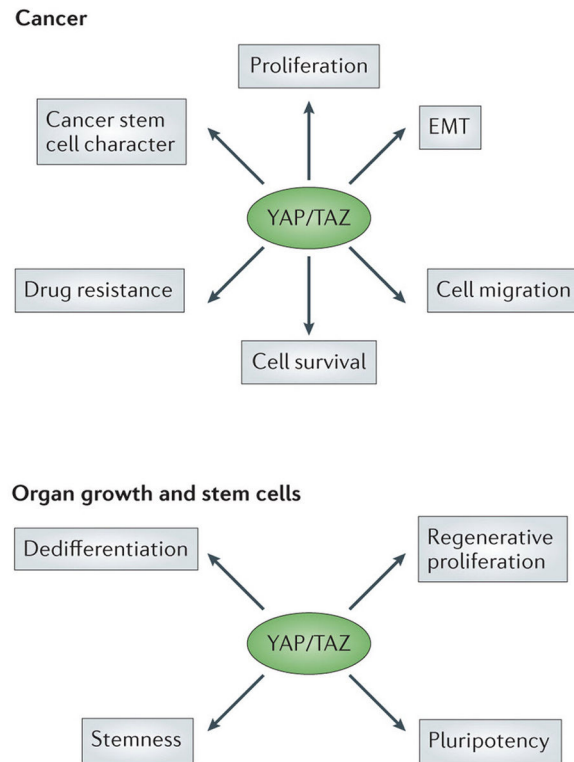 Cancer
Proliferation
Cancer stem
cell character
EMT
YAP/TAZ
Drug resistance
Cell migration
Cell survival
Organ growth and stem cells
Dedifferentiation
Regenerative
proliferation
YAP/TAZ
Stemness
Pluripotency